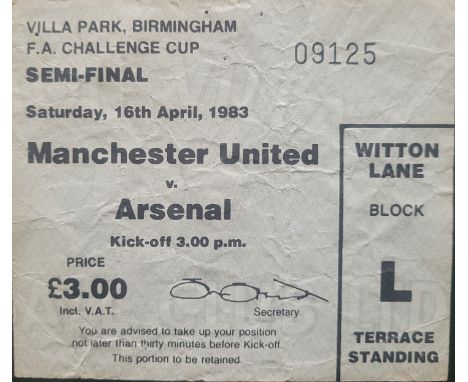 VILLA PARK, BIRMINGHAM
F.A. CHALLENGE CUP
SEMI-FINAL
09125
Saturday, 16th April, 1983
Manchester United
v.
Arsenal
Kick-off 3.00 p.m.
PRICE
£3.00
Incl. V.A.T.
Secretary.
You are advised to take up your position
not later than thirty minutes before Kick-off.
This portion to be retained.
WITTON
LANE
BLOCK
L
TERRACE
STANDING